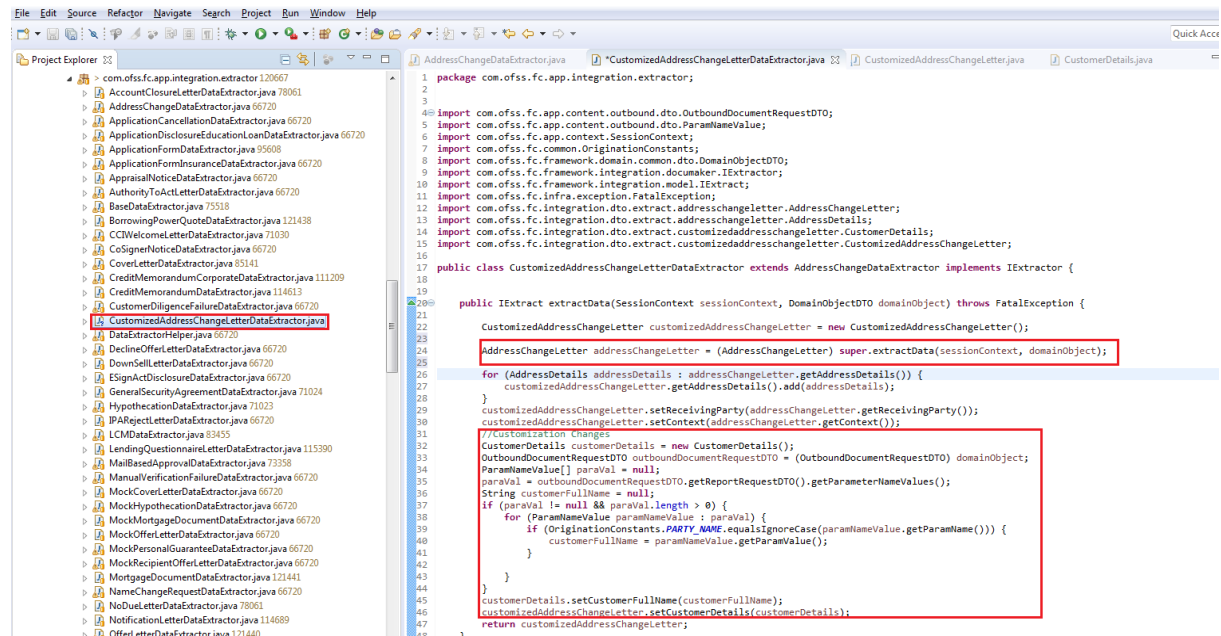 File Edit Source Refactor Navigate Search Project Run Window Help
Quick Acce
Project Explorer
com.ofss.fc.app.integration.extractor 120667
AccountClosureLetterDataExtractor.java 78061
AddressChangeDataExtractor.java 66720
ApplicationCancellationDataExtractor.java 66720
ApplicationDisclosureEducationLoanDataExtractor.java 66720
ApplicationFormDataExtractor.java 95608
ApplicationFormInsuranceDataExtractor.java 66720
AppraisalNoticeDataExtractor.java 66720
AuthorityToActLetterDataExtractor.java 66720
BaseDataExtractor.java 75518
BorrowingPowerQuoteDataExtractor.java 121438
CCIWelcomeLetterDataExtractor.java 71030
CoSignerNoticeDataExtractor.java 66720
CoverLetterDataExtractor.java 85141
CreditMemorandumCorporateDataExtractor.java 111209
CreditMemorandumDataExtractor.java 114613
CustomerDiligenceFailureDataExtractor.java 66720
CustomizedAddressChangeLetterDataExtractor.java
DataExtractorHelper.java 66720
DeclineOfferLetterDataExtractor.java 66720
DownSellLetterDataExtractor.java 66720
ESignActDisclosureDataExtractor.java 66720
GeneralSecurityAgreementDataExtractor.java 71024
HypothecationDataExtractor.java 71023
IPARejectLetterDataExtractor.java 66720
LCMDataExtractor.java 83455
LendingQuestionnaireLetterDataExtractor.java 115390
MailBasedApprovalDataExtractor.java 73358
ManualVerificationFailureDataExtractor.java 66720
MockCoverLetterDataExtractor.java 66720
MockHypothecationDataExtractor.java 66720
MockMortgageDocumentDataExtractor.java 66720
MockOfferLetterDataExtractor.java 66720
MockPersonalGuaranteeDataExtractor.java 66720
MockRecipientOfferLetterDataExtractor.java 66720
MortgageDocumentDataExtractor.java 121441
NameChangeRequestDataExtractor.java 66720
NoDueLetterDataExtractor.java 78061
NotificationLetterDataExtractor.java 114689
OfferLetterDataExtractor.java 121440
AddressChangeDataExtractor.java *CustomizedAddressChangeLetterDataExtractor.java CustomizedAddressChangeLetter.java CustomerDetails.java
1 package com.ofss.fc.app.integration.extractor;
2
3
4 import com.ofss.fc.app.content.outbound.dto.OutboundDocumentRequestDTO;
5 import com.ofss.fc.app.content.outbound.dto.ParamNameValue;
6 import com.ofss.fc.app.context.SessionContext;
7 import com.ofss.fc.common.OriginationConstants;
8 import com.ofss.fc.framework.domain.common.dto.DomainObjectDTO;
9 import com.ofss.fc.framework.integration.documaker.IExtractor;
10 import com.ofss.fc.framework.integration.model.IExtract;
11 import com.ofss.fc.infra.exception.FatalException;
12 import com.ofss.fc.integration.dto.extract.addresschangeletter.AddressChangeLetter;
13 import com.ofss.fc.integration.dto.extract.addresschangeletter.AddressDetails;
14 import com.ofss.fc.integration.dto.extract.customizedaddresschangeletter.CustomerDetails;
15 import com.ofss.fc.integration.dto.extract.customizedaddresschangeletter.CustomizedAddressChangeLetter;
16
17 public class CustomizedAddressChangeLetterDataExtractor extends AddressChangeDataExtractor implements IExtractor {
18
19
20 public IExtract extractData(SessionContext sessionContext, DomainObjectDTO domainObject) throws FatalException {
21
22 CustomizedAddressChangeLetter customizedAddressChangeLetter = new CustomizedAddressChangeLetter();
23
24 AddressChangeLetter addressChangeLetter = (AddressChangeLetter) super.extractData(sessionContext, domainObject);
25
26 for (AddressDetails addressDetails : addressChangeLetter.getAddressDetails()) {
27 customizedAddressChangeLetter.getAddressDetails().add(addressDetails);
28 }
29 customizedAddressChangeLetter.setReceivingParty(addressChangeLetter.getReceivingParty());
30 customizedAddressChangeLetter.setContext(addressChangeLetter.getContext());
31 //Customization Changes
32 CustomerDetails customerDetails = new CustomerDetails();
33 OutboundDocumentRequestDTO outboundDocumentRequestDTO = (OutboundDocumentRequestDTO) domainObject;
34 ParamNameValue[] paraVal = null;
35 paraVal = outboundDocumentRequestDTO.getReportRequestDTO().getParameterNameValues();
36 String customerFullName = null;
37 if (paraVal != null && paraVal.length > 0) {
38 for (ParamNameValue paramNameValue : paraVal) {
39 if (OriginationConstants.PARTY_NAME.equalsIgnoreCase(paramNameValue.getParamName())) {
40 customerFullName = paramNameValue.getParamValue();
41 }
42
43 }
44 }
45 customerDetails.setCustomerFullName(customerFullName);
46 customizedAddressChangeLetter.setCustomerDetails(customerDetails);
47 return customizedAddressChangeLetter;
48 }